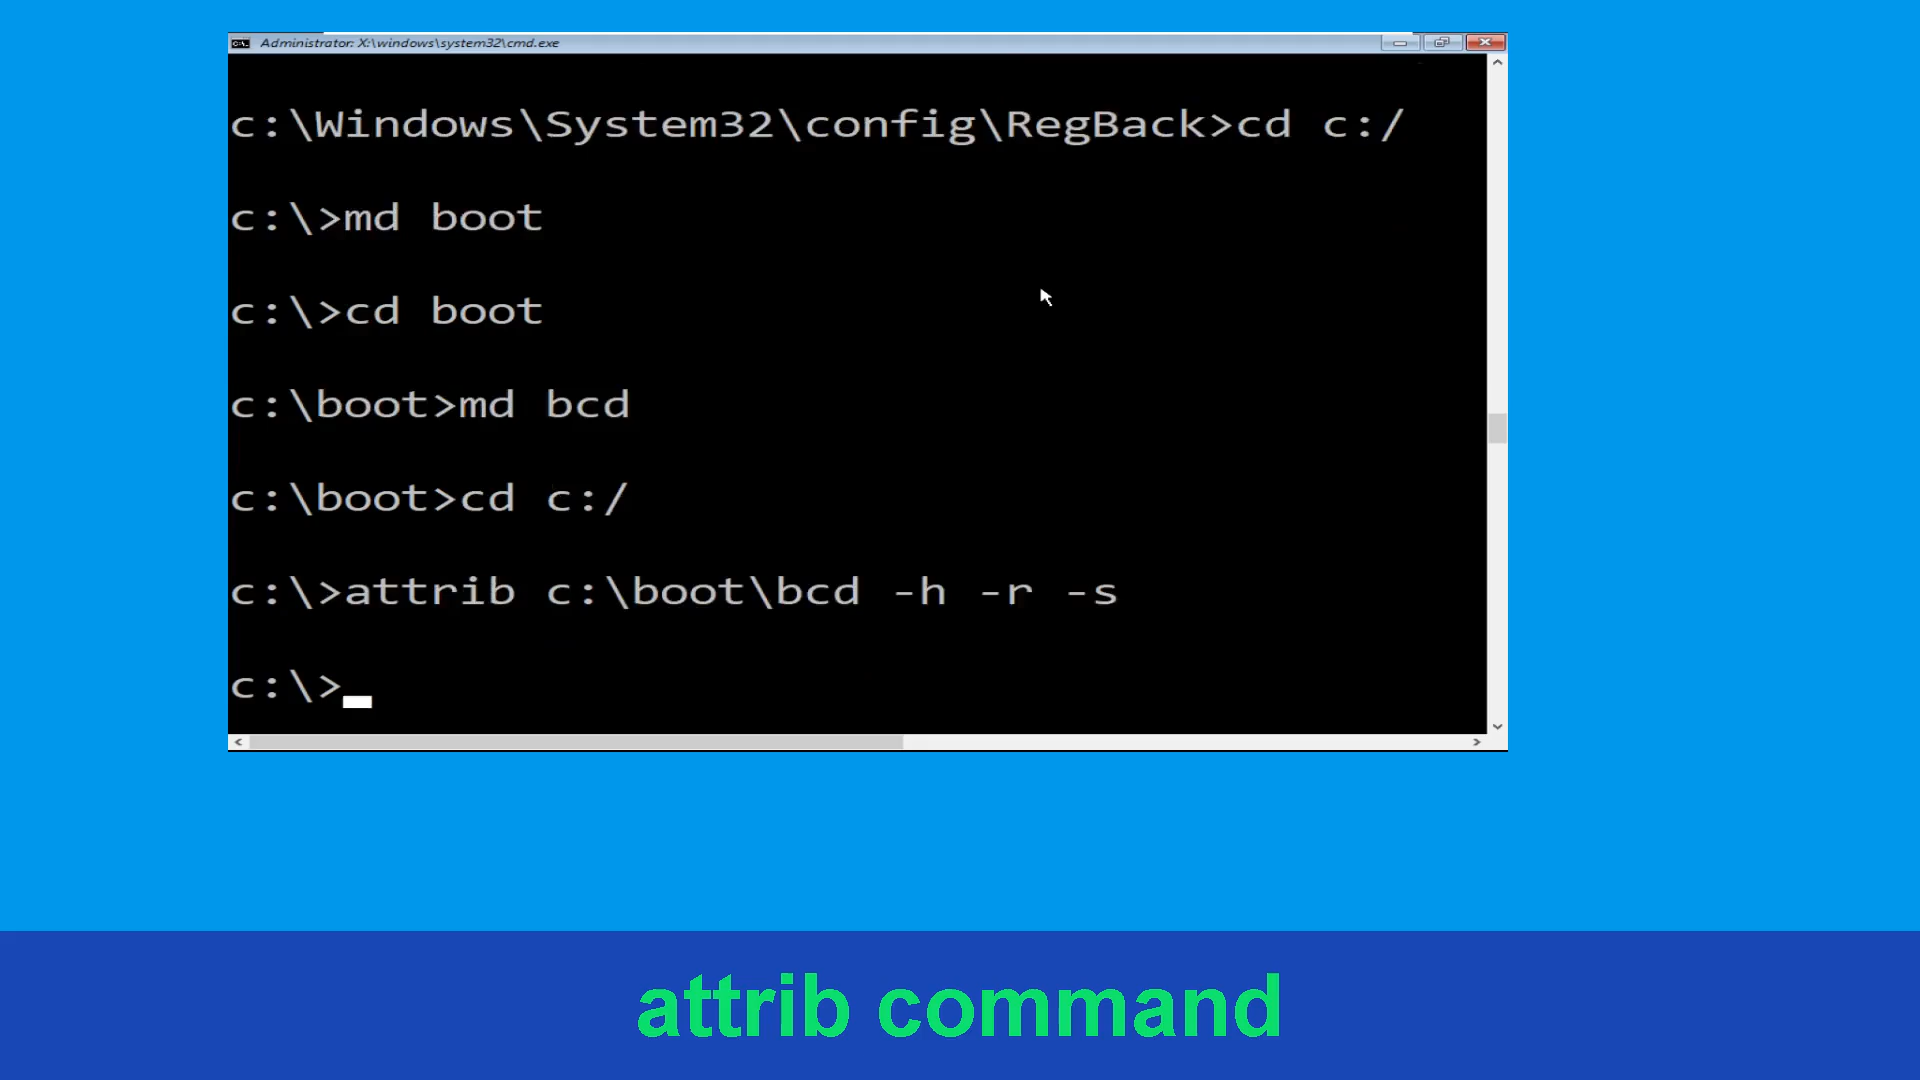 Administrator: X:\windows\system32\cmd.exe
c:\Windows\System32\config\RegBack>cd c:/
c:\>md boot
c:\>cd boot
c:\boot>md bcd
c:\boot>cd c:/
c:\>attrib c:\boot\bcd -h -r -s
c:\>
attrib command